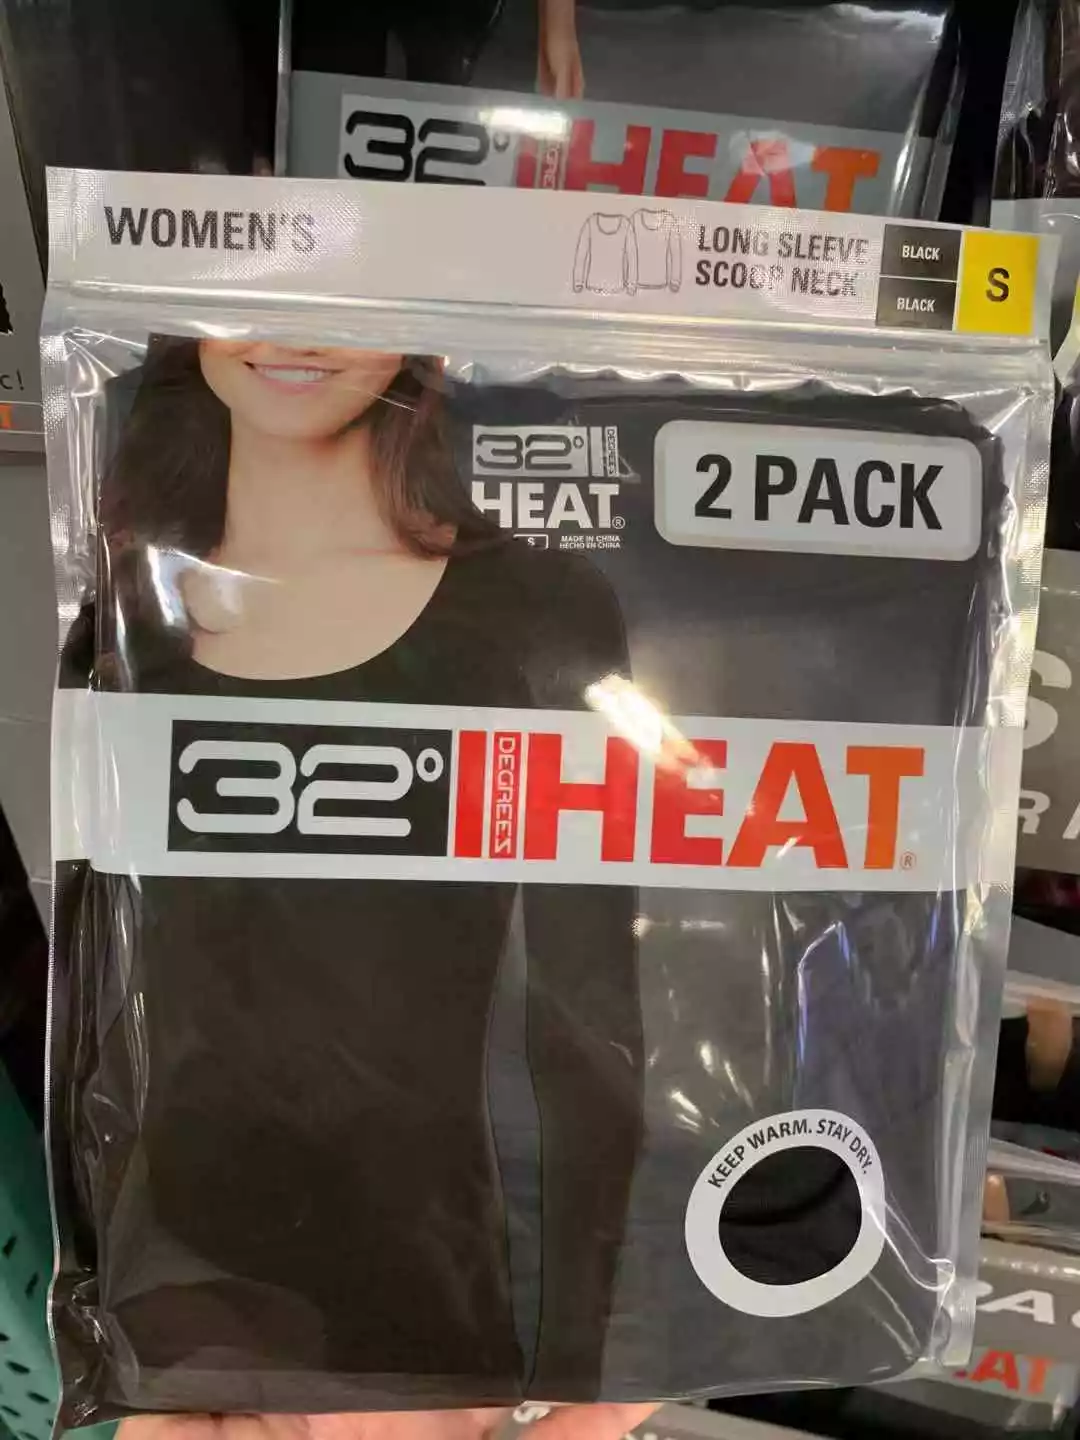 32° DEGREES HEAT
WOMEN'S
LONG SLEEVE
SCOOP NECK
BLACK
BLACK
S
32° DEGREES
HEAT®
S
MADE IN CHINA
HECHO EN CHINA
2 PACK
32° DEGREES HEAT®
KEEP WARM. STAY DRY.